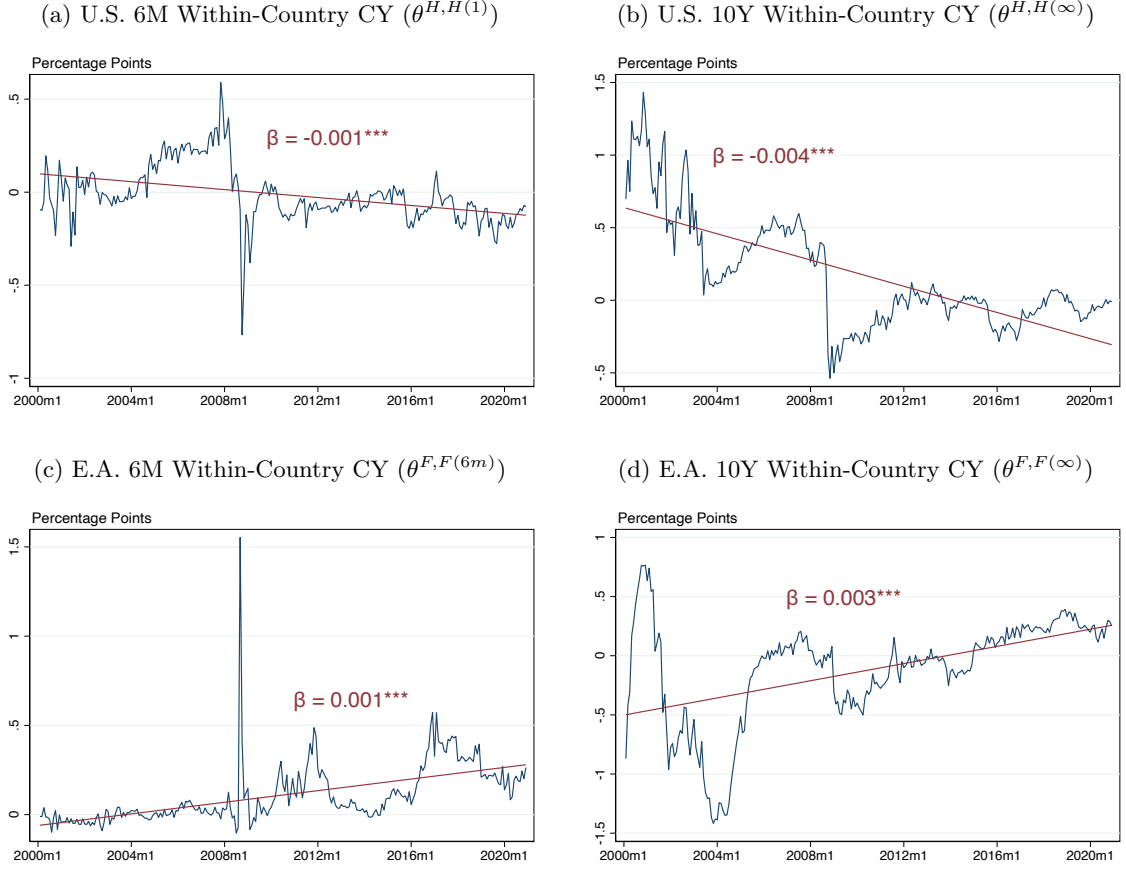 (a) U.S. 6M Within-Country CY (θ^{H,H(1)})
Percentage Points
.5
0
-.5
-1
β = -0.001***
2000m1 2004m1 2008m1 2012m1 2016m1 2020m1
(b) U.S. 10Y Within-Country CY (θ^{H,H(∞)})
Percentage Points
1.5
1
.5
0
-.5
β = -0.004***
2000m1 2004m1 2008m1 2012m1 2016m1 2020m1
(c) E.A. 6M Within-Country CY (θ^{F,F(6m)})
Percentage Points
1.5
1
.5
0
β = 0.001***
2000m1 2004m1 2008m1 2012m1 2016m1 2020m1
(d) E.A. 10Y Within-Country CY (θ^{F,F(∞)})
Percentage Points
1
.5
0
-.5
-1
-1.5
β = 0.003***
2000m1 2004m1 2008m1 2012m1 2016m1 2020m1